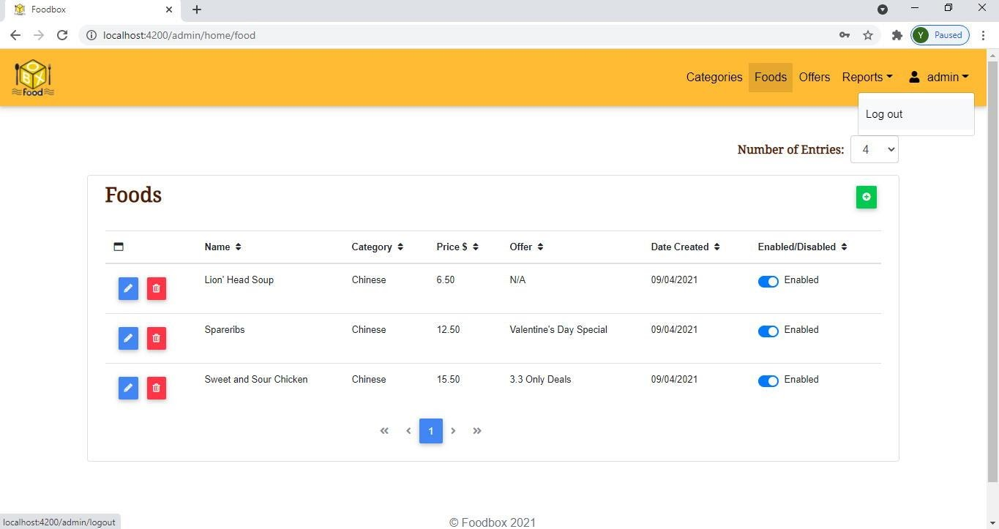 Foodbox
localhost:4200/admin/home/food
Y Paused
O
B X
food
Categories Foods Offers Reports admin
Log out
Number of Entries: 4
Foods
Name Category Price $ Offer Date Created Enabled/Disabled
Lion' Head Soup Chinese 6.50 N/A 09/04/2021 Enabled
Spareribs Chinese 12.50 Valentine's Day Special 09/04/2021 Enabled
Sweet and Sour Chicken Chinese 15.50 3.3 Only Deals 09/04/2021 Enabled
« ‹ 1 › »
© Foodbox 2021
localhost:4200/admin/logout